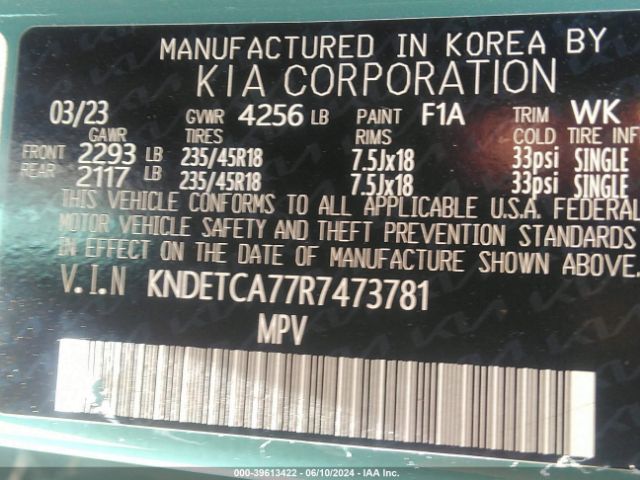 MANUFACTURED IN KOREA BY
KIA CORPORATION
03/23 GVWR 4256 LB PAINT F1A TRIM WK
GAWR TIRES RIMS COLD TIRE INF
FRONT 2293 LB 235/45R18 7.5Jx18 33psi SINGLE
REAR 2117 LB 235/45R18 7.5Jx18 33psi SINGLE
THIS VEHICLE CONFORMS TO ALL APPLICABLE U.S.A. FEDERAL
MOTOR VEHICLE SAFETY AND THEFT PREVENTION STANDARDS
IN EFFECT ON THE DATE OF MANUFACTURE SHOWN ABOVE.
V.I.N KNDETCA77R7473781
MPV
000-39613422 - 06/10/2024 - IAA Inc.